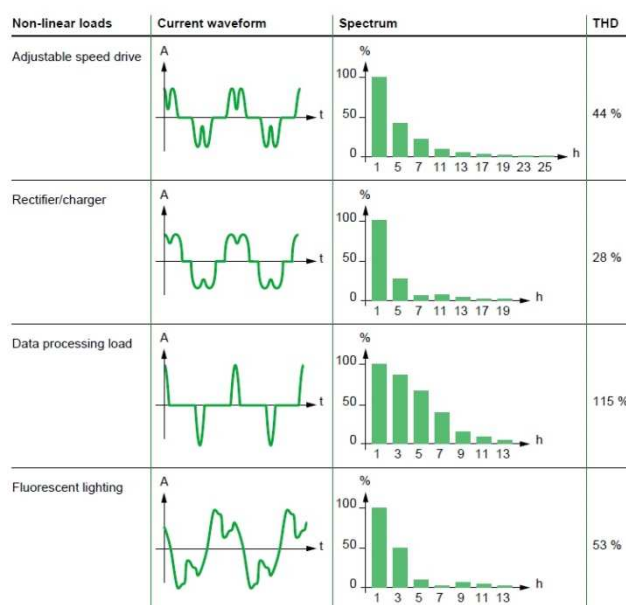 Non-linear loads Current waveform Spectrum THD
Adjustable speed drive
A
t
%
100
50
0
1 5 7 11 13 17 19 23 25
h
44 %
Rectifier/charger
A
t
%
100
50
0
1 5 7 11 13 17 19
h
28 %
Data processing load
A
t
%
100
50
0
1 3 5 7 9 11 13
h
115 %
Fluorescent lighting
A
t
%
100
50
0
1 3 5 7 9 11 13
h
53 %